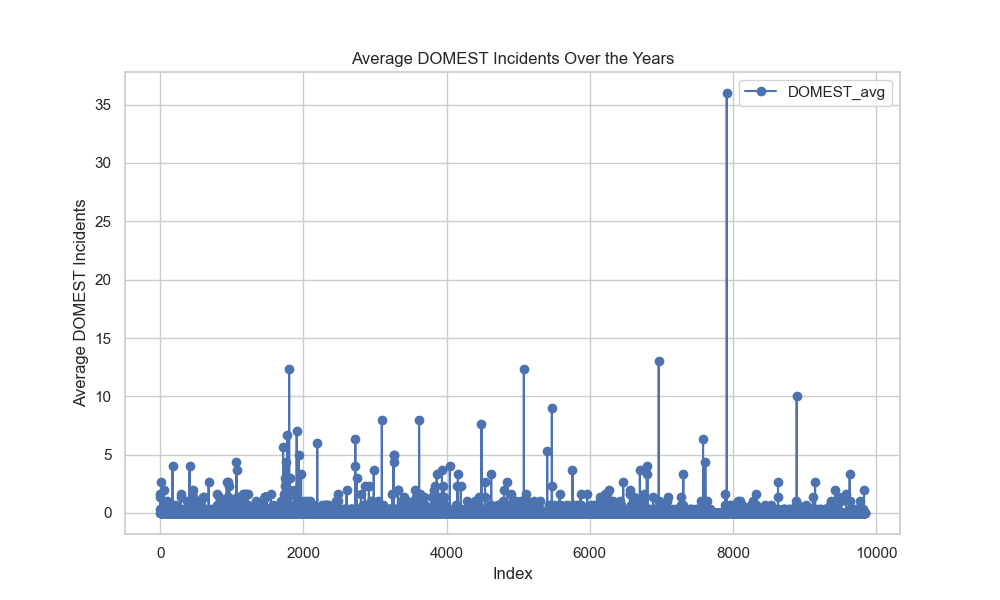 Average DOMEST Incidents Over the Years
DOMEST_avg
35
30
25
20
15
10
5
0
Average DOMEST Incidents
0 2000 4000 6000 8000 10000
Index